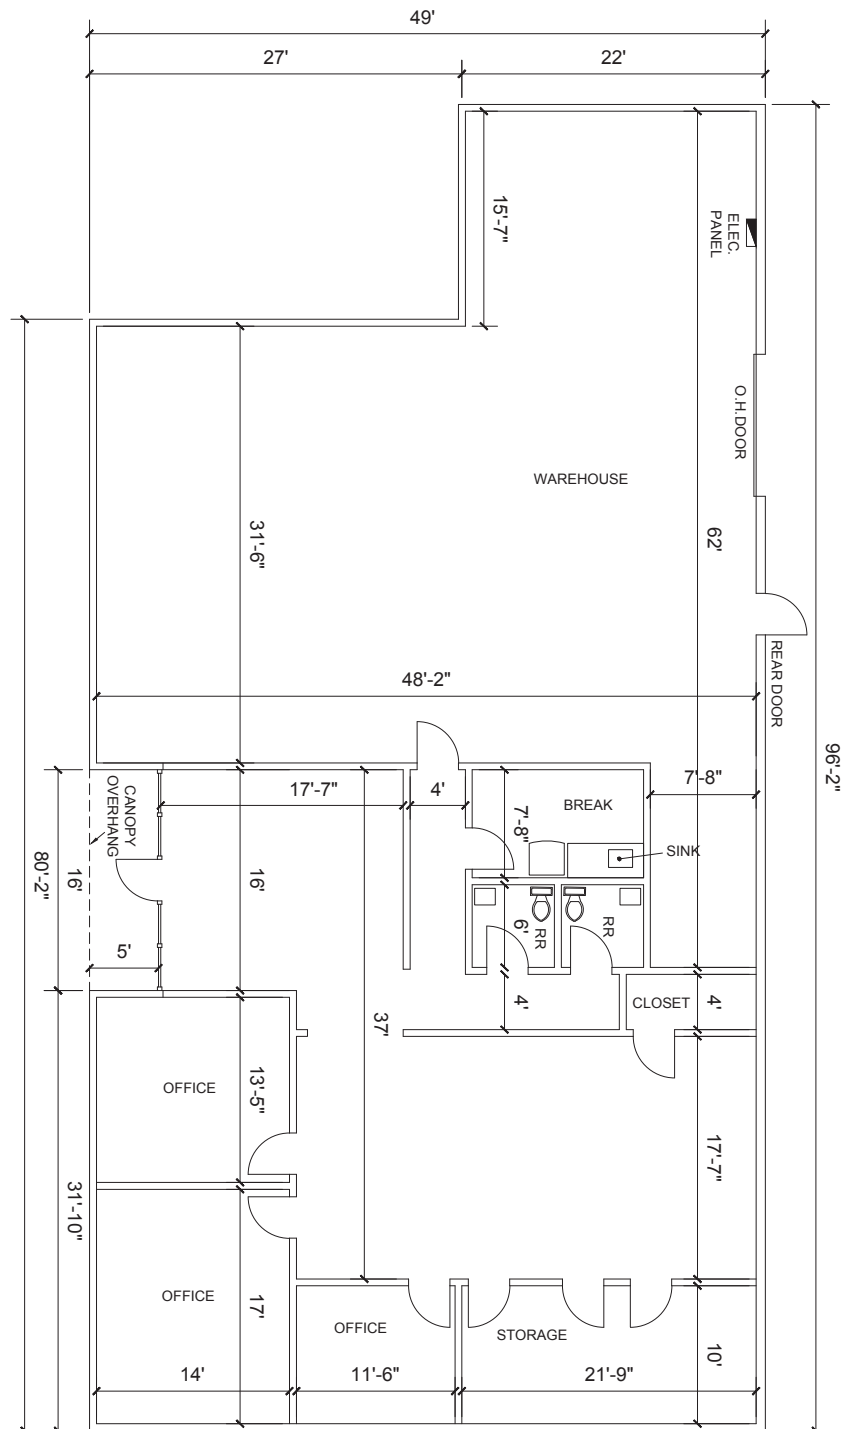 49'
27'
22'
15'-7"
ELEC.
PANEL
O.H.DOOR
WAREHOUSE
31'-6"
62'
48'-2"
REAR DOOR
96'-2"
7'-8"
17'-7"
4'
7'-8"
BREAK
CANOPY
OVERHANG
SINK
80'-2"
16'
16'
6'
RR
RR
5'
4'
CLOSET
4'
37'
OFFICE
13'-5"
17'-7"
31'-10"
OFFICE
17'
OFFICE
STORAGE
10'
14'
11'-6"
21'-9"